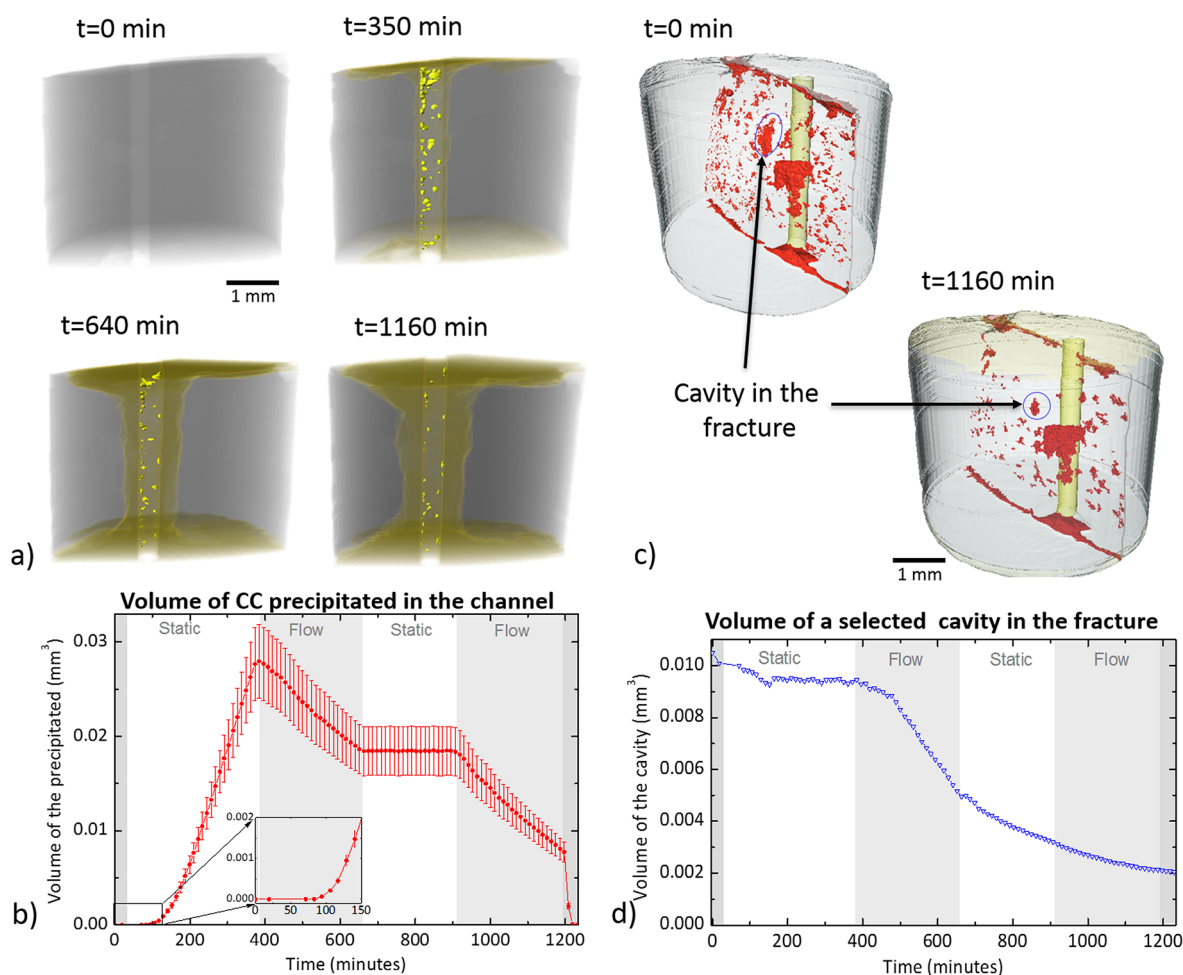 t=0 min
t=350 min
1 mm
t=640 min
t=1160 min
a)
t=0 min
t=1160 min
Cavity in the
fracture
1 mm
c)
Volume of CC precipitated in the channel
Static
Flow
Static
Flow
Volume of the precipitated (mm³)
0.03
0.02
0.01
0.00
0.002
0.001
0.000
0 50 100 150
0 200 400 600 800 1000 1200
Time (minutes)
b)
Volume of a selected cavity in the fracture
Static
Flow
Static
Flow
Volume of the cavity (mm³)
0.010
0.008
0.006
0.004
0.002
0.000
0 200 400 600 800 1000 1200
Time (minutes)
d)